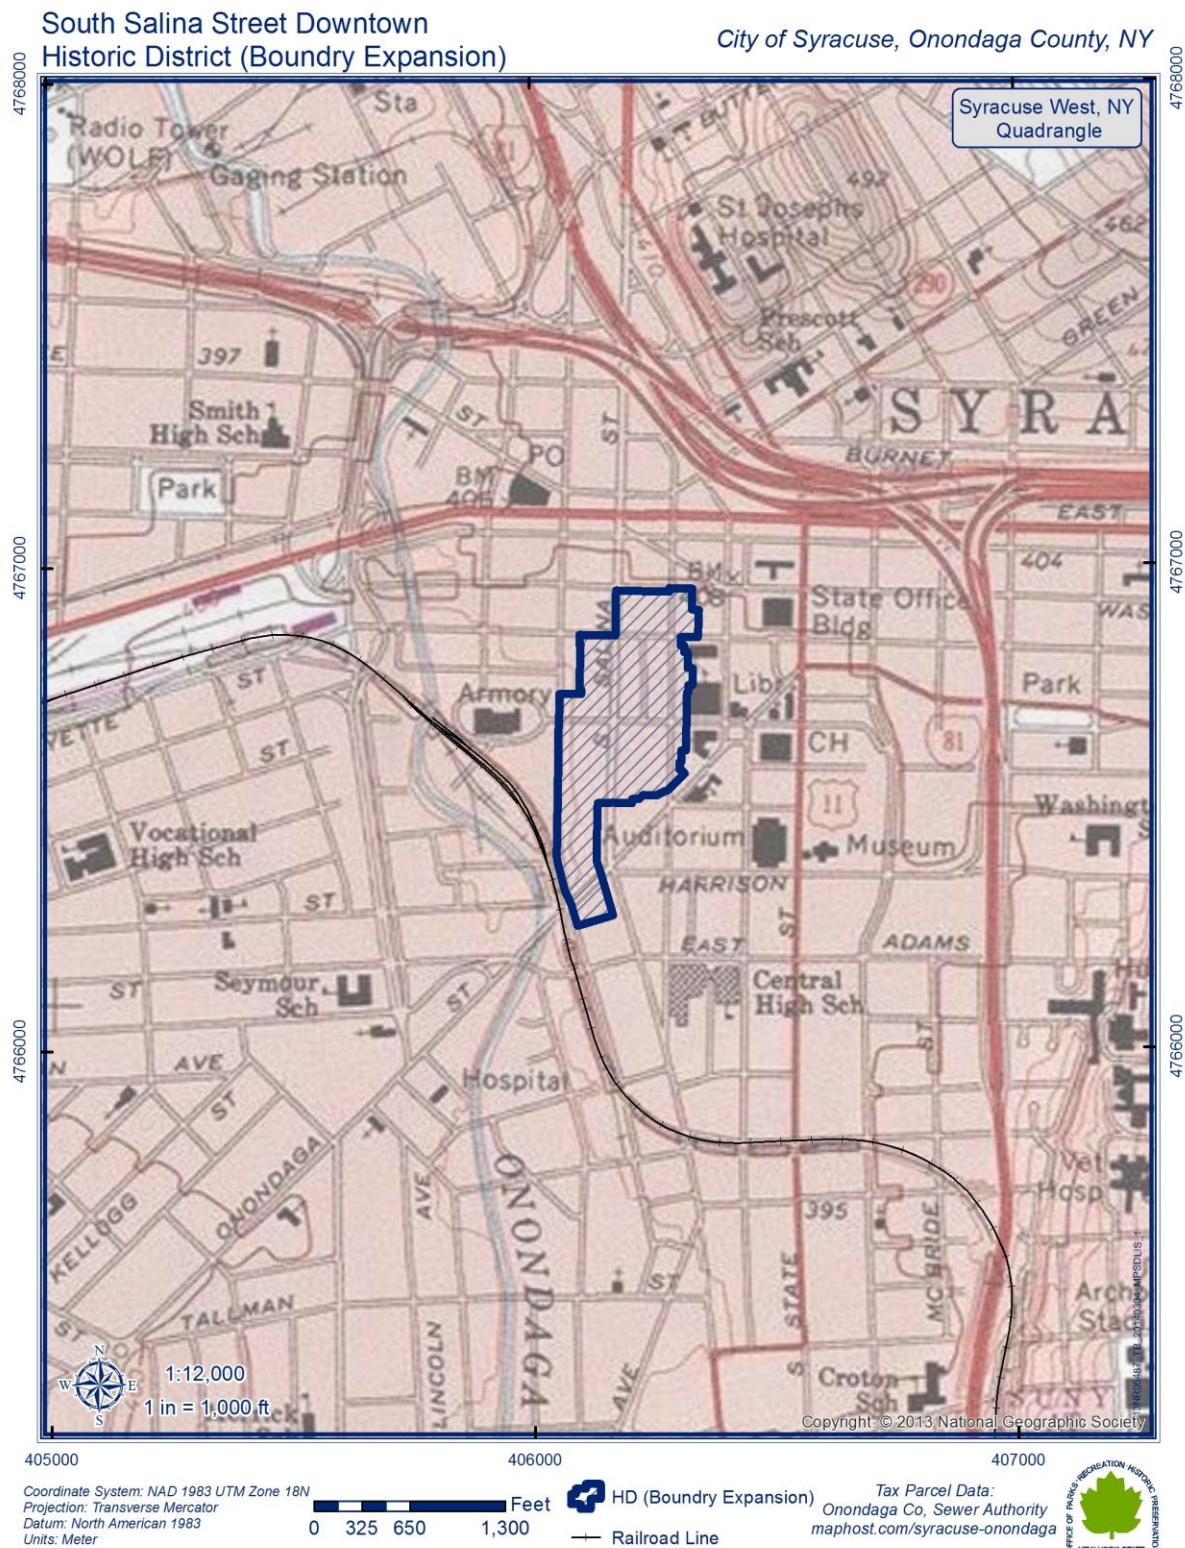 South Salina Street Downtown
Historic District (Boundry Expansion)
City of Syracuse, Onondaga County, NY
4768000
4768000
Syracuse West, NY
Quadrangle
Sta
BUTTE
Radio Tower
(WOLF)
Gaging Station
81
492
462
St Josephs
Hospital
410
290
Prescott
Sch
GREEN
397
Smith
High Sch
ST
ST
SYRA
PO
BURNET
BM
406
Park
EAST
404
4767000
4767000
BM
State Office
Bldg
WAS
SALINA
ST
Armory
Libr
Park
YETTE
ST
S
CH
81
11
Washingt
Vocational
High Sch
Auditorium
Museum
HARRISON
ST
ST
EAST
ADAMS
Seymour
Sch
ST
ST
Central
High Sch
ST
4766000
4766000
N
AVE
ST
Hospital
Vet
Hosp
ONONDAGA
AVE
ONONDAGA
KELLOGG
395
MC BRIDE
STATE
S
ST
TALLMAN
ST
LINCOLN
AVE
Croton
Sch
SUNY
N
W E
S
1:12,000
1 in = 1,000 ft
Copyright: © 2013 National Geographic Society
405000
406000
407000
Coordinate System: NAD 1983 UTM Zone 18N
Projection: Transverse Mercator
Datum: North American 1983
Units: Meter
Feet
0 325 650 1,300
HD (Boundry Expansion)
Railroad Line
Tax Parcel Data:
Onondaga Co, Sewer Authority
maphost.com/syracuse-onondaga